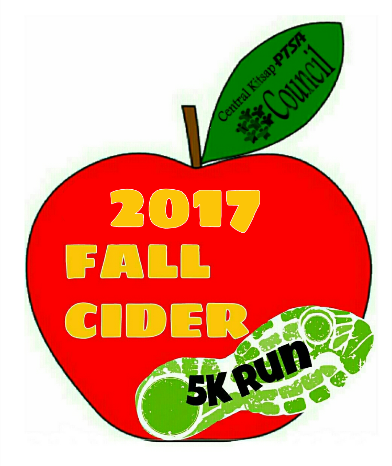 Central Kitsap PTSA
Council
2017
FALL
CIDER
5K Run